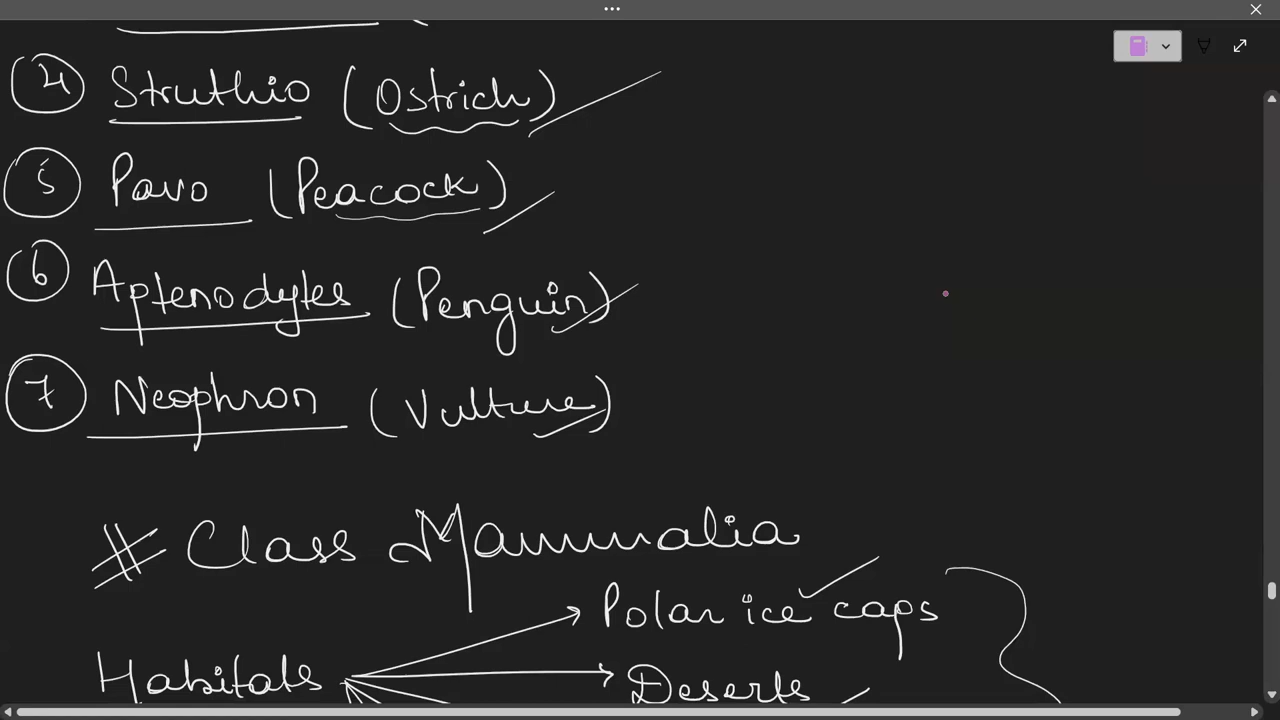 4 Struthio (Ostrich)
5 Pavo (Peacock)
6 Aptenodytes (Penguin)
7 Neophron (Vulture)
# Class Mammalia
Polar ice caps
Habitats
Deserts